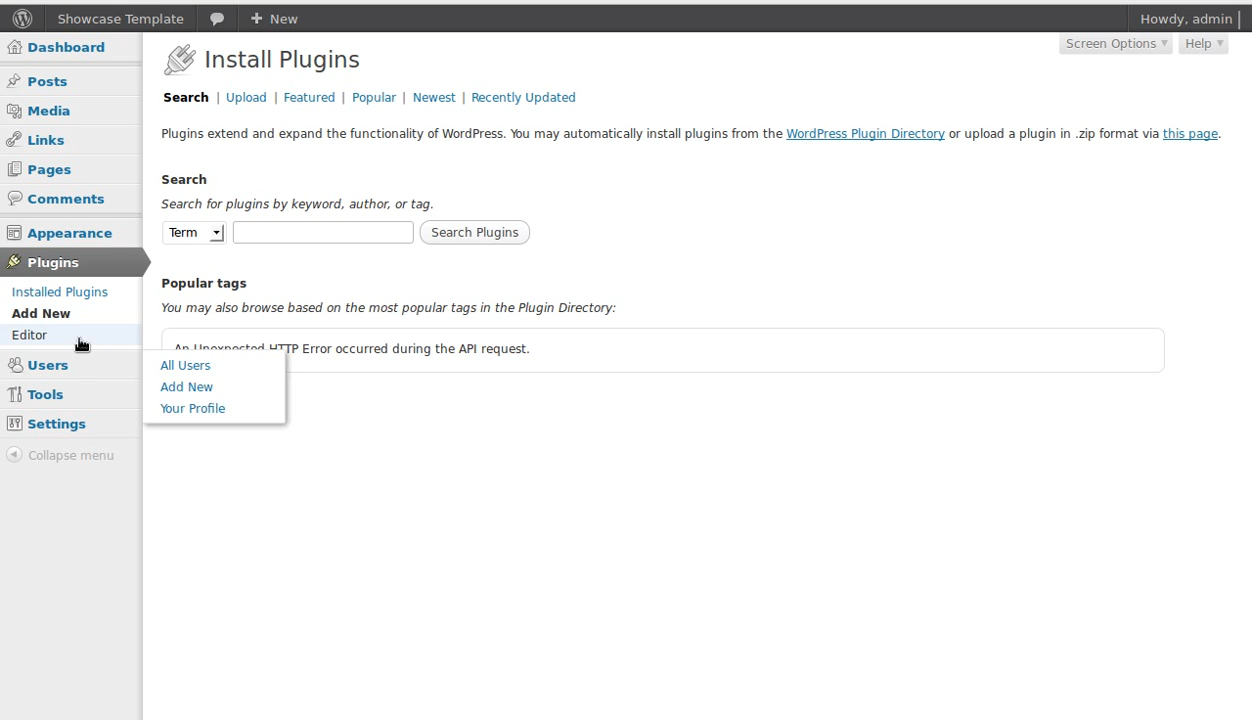 Showcase Template + New Howdy, admin
Dashboard
Posts
Media
Links
Pages
Comments
Appearance
Plugins
Installed Plugins
Add New
Editor
Users
Tools
Settings
Collapse menu
Screen Options Help
Install Plugins
Search | Upload | Featured | Popular | Newest | Recently Updated
Plugins extend and expand the functionality of WordPress. You may automatically install plugins from the WordPress Plugin Directory or upload a plugin in .zip format via this page.
Search
Search for plugins by keyword, author, or tag.
Term Search Plugins
Popular tags
You may also browse based on the most popular tags in the Plugin Directory:
An Unexpected HTTP Error occurred during the API request.
All Users
Add New
Your Profile